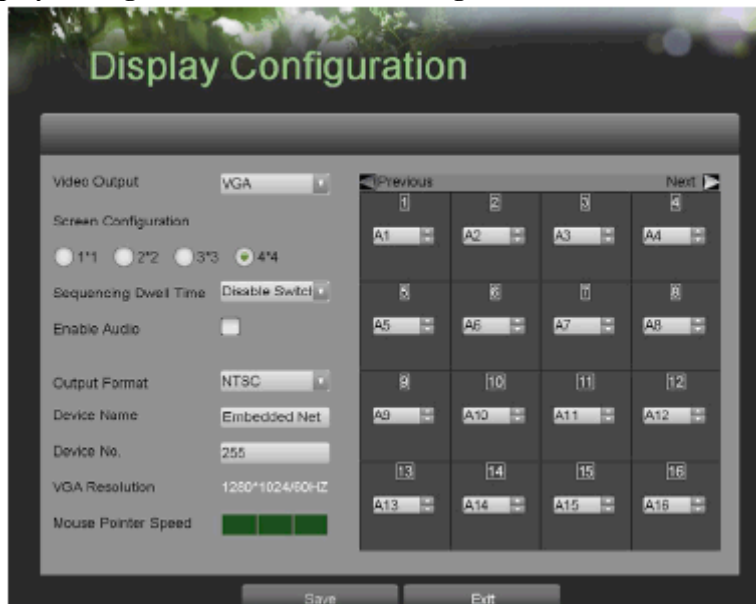 Display Configuration
Video Output VGA
Screen Configuration
1*1 2*2 3*3 4*4
Sequencing Dwell Time Disable Switcl
Enable Audio
Output Format NTSC
Device Name Embedded Net
Device No. 255
VGA Resolution 1280*1024/60HZ
Mouse Pointer Speed
Previous Next
1 2 3 4
A1 A2 A3 A4
5 6 7 8
A5 A6 A7 A8
9 10 11 12
A9 A10 A11 A12
13 14 15 16
A13 A14 A15 A16
Save Exit